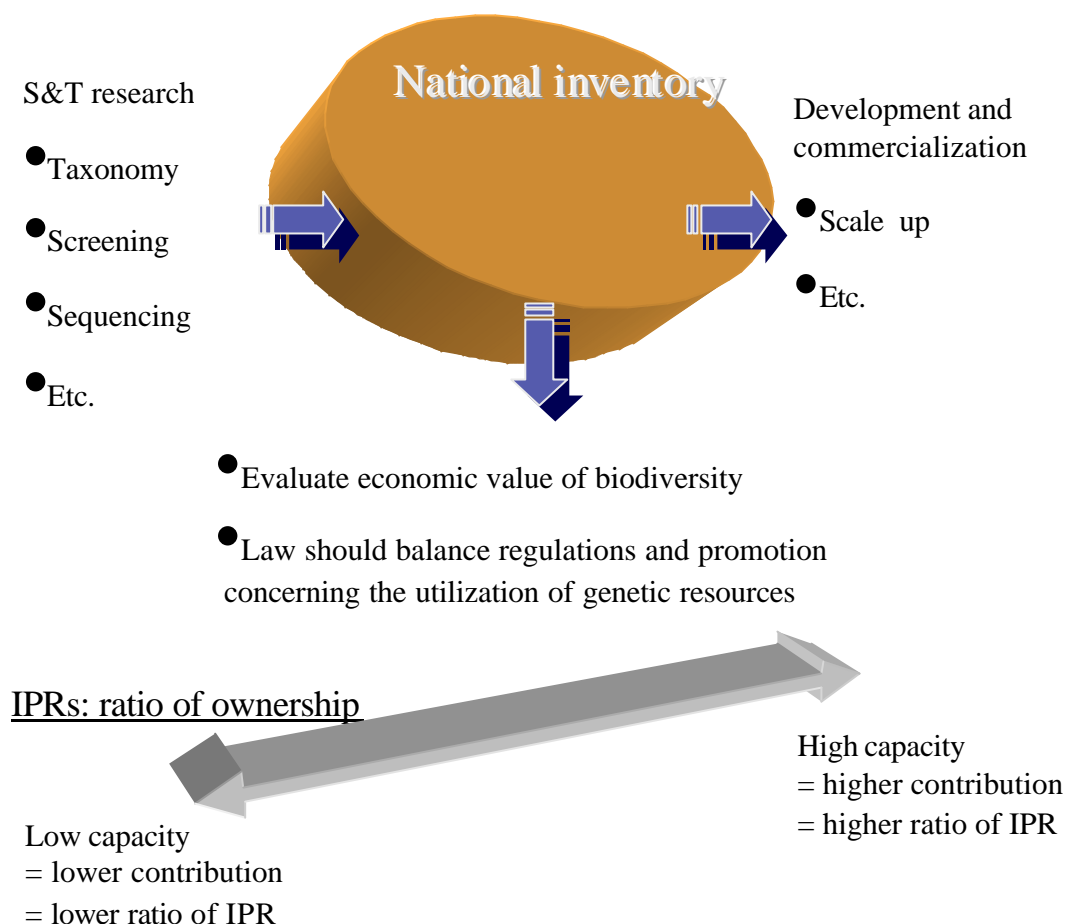 National inventory
S&T research
● Taxonomy
● Screening
● Sequencing
● Etc.
Development and
commercialization
● Scale up
● Etc.
● Evaluate economic value of biodiversity
● Law should balance regulations and promotion
concerning the utilization of genetic resources
IPRs: ratio of ownership
High capacity
= higher contribution
= higher ratio of IPR
Low capacity
= lower contribution
= lower ratio of IPR